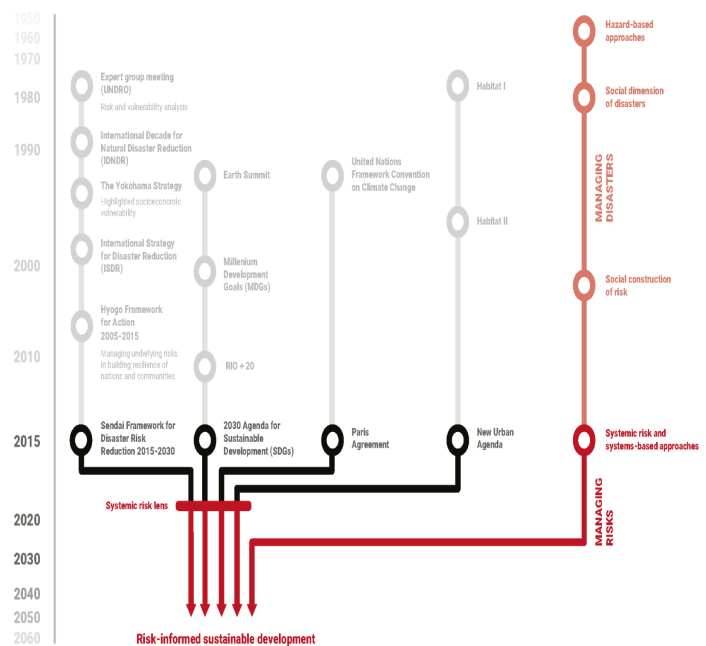 1950
1960
1970
1980
1990
2000
2010
2015
2020
2030
2040
2050
2060
Expert group meeting
(UNDRO)
Risk and vulnerability analysis
International Decade for
Natural Disaster Reduction
(IDNDR)
The Yokohama Strategy
Highlighted socioeconomic
vulnerability
International Strategy
for Disaster Reduction
(ISDR)
Hyogo Framework
for Action
2005-2015
Managing underlying risks
in building resilience of
nations and communities
Sendai Framework for
Disaster Risk
Reduction 2015-2030
Earth Summit
Millenium
Development
Goals (MDGs)
RIO + 20
2030 Agenda for
Sustainable
Development (SDGs)
United Nations
Framework Convention
on Climate Change
Paris
Agreement
Habitat I
Habitat II
New Urban
Agenda
Hazard-based
approaches
Social dimension
of disasters
MANAGING
DISASTERS
Social construction
of risk
Systemic risk and
systems-based approaches
MANAGING
RISKS
Systemic risk lens
Risk-informed sustainable development